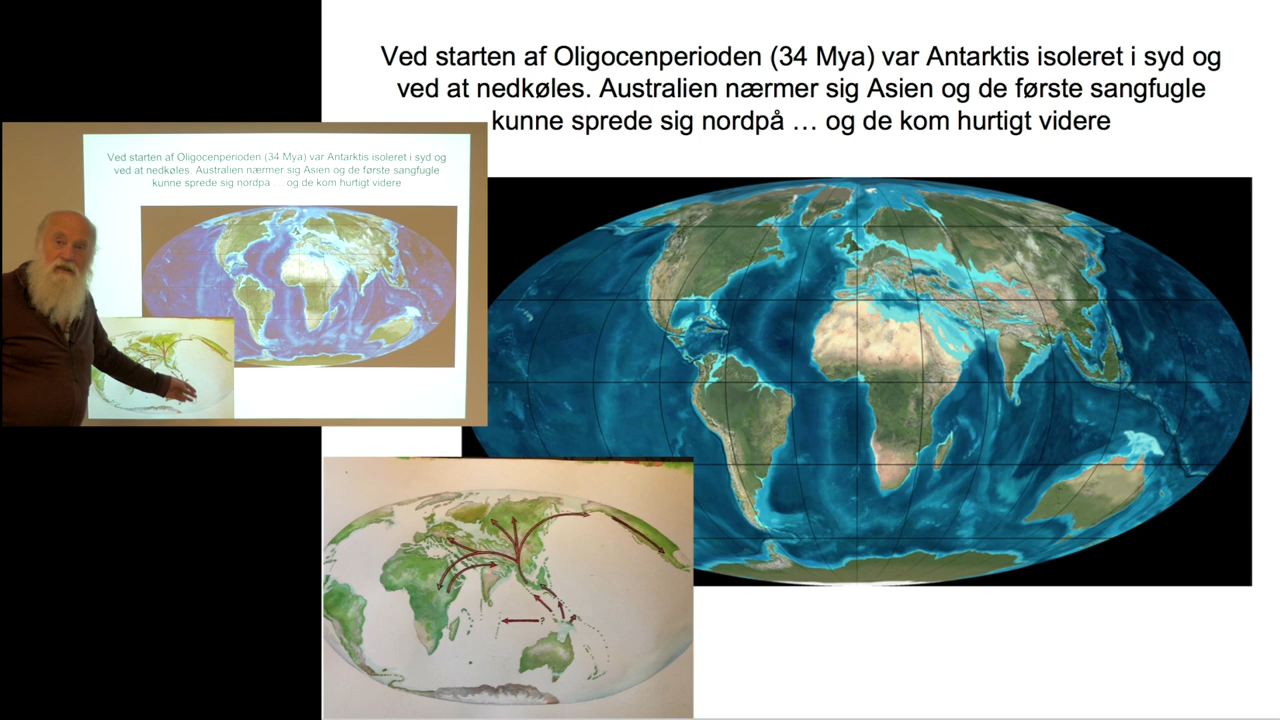 Ved starten af Oligocenperioden (34 Mya) var Antarktis isoleret i syd og
ved at nedkøles. Australien nærmer sig Asien og de første sangfugle
kunne sprede sig nordpå … og de kom hurtigt videre
Ved starten af Oligocenperioden (34 Mya) var Antarktis isoleret i syd og
ved at nedkøles. Australien nærmer sig Asien og de første sangfugle
kunne sprede sig nordpå … og de kom hurtigt videre
?